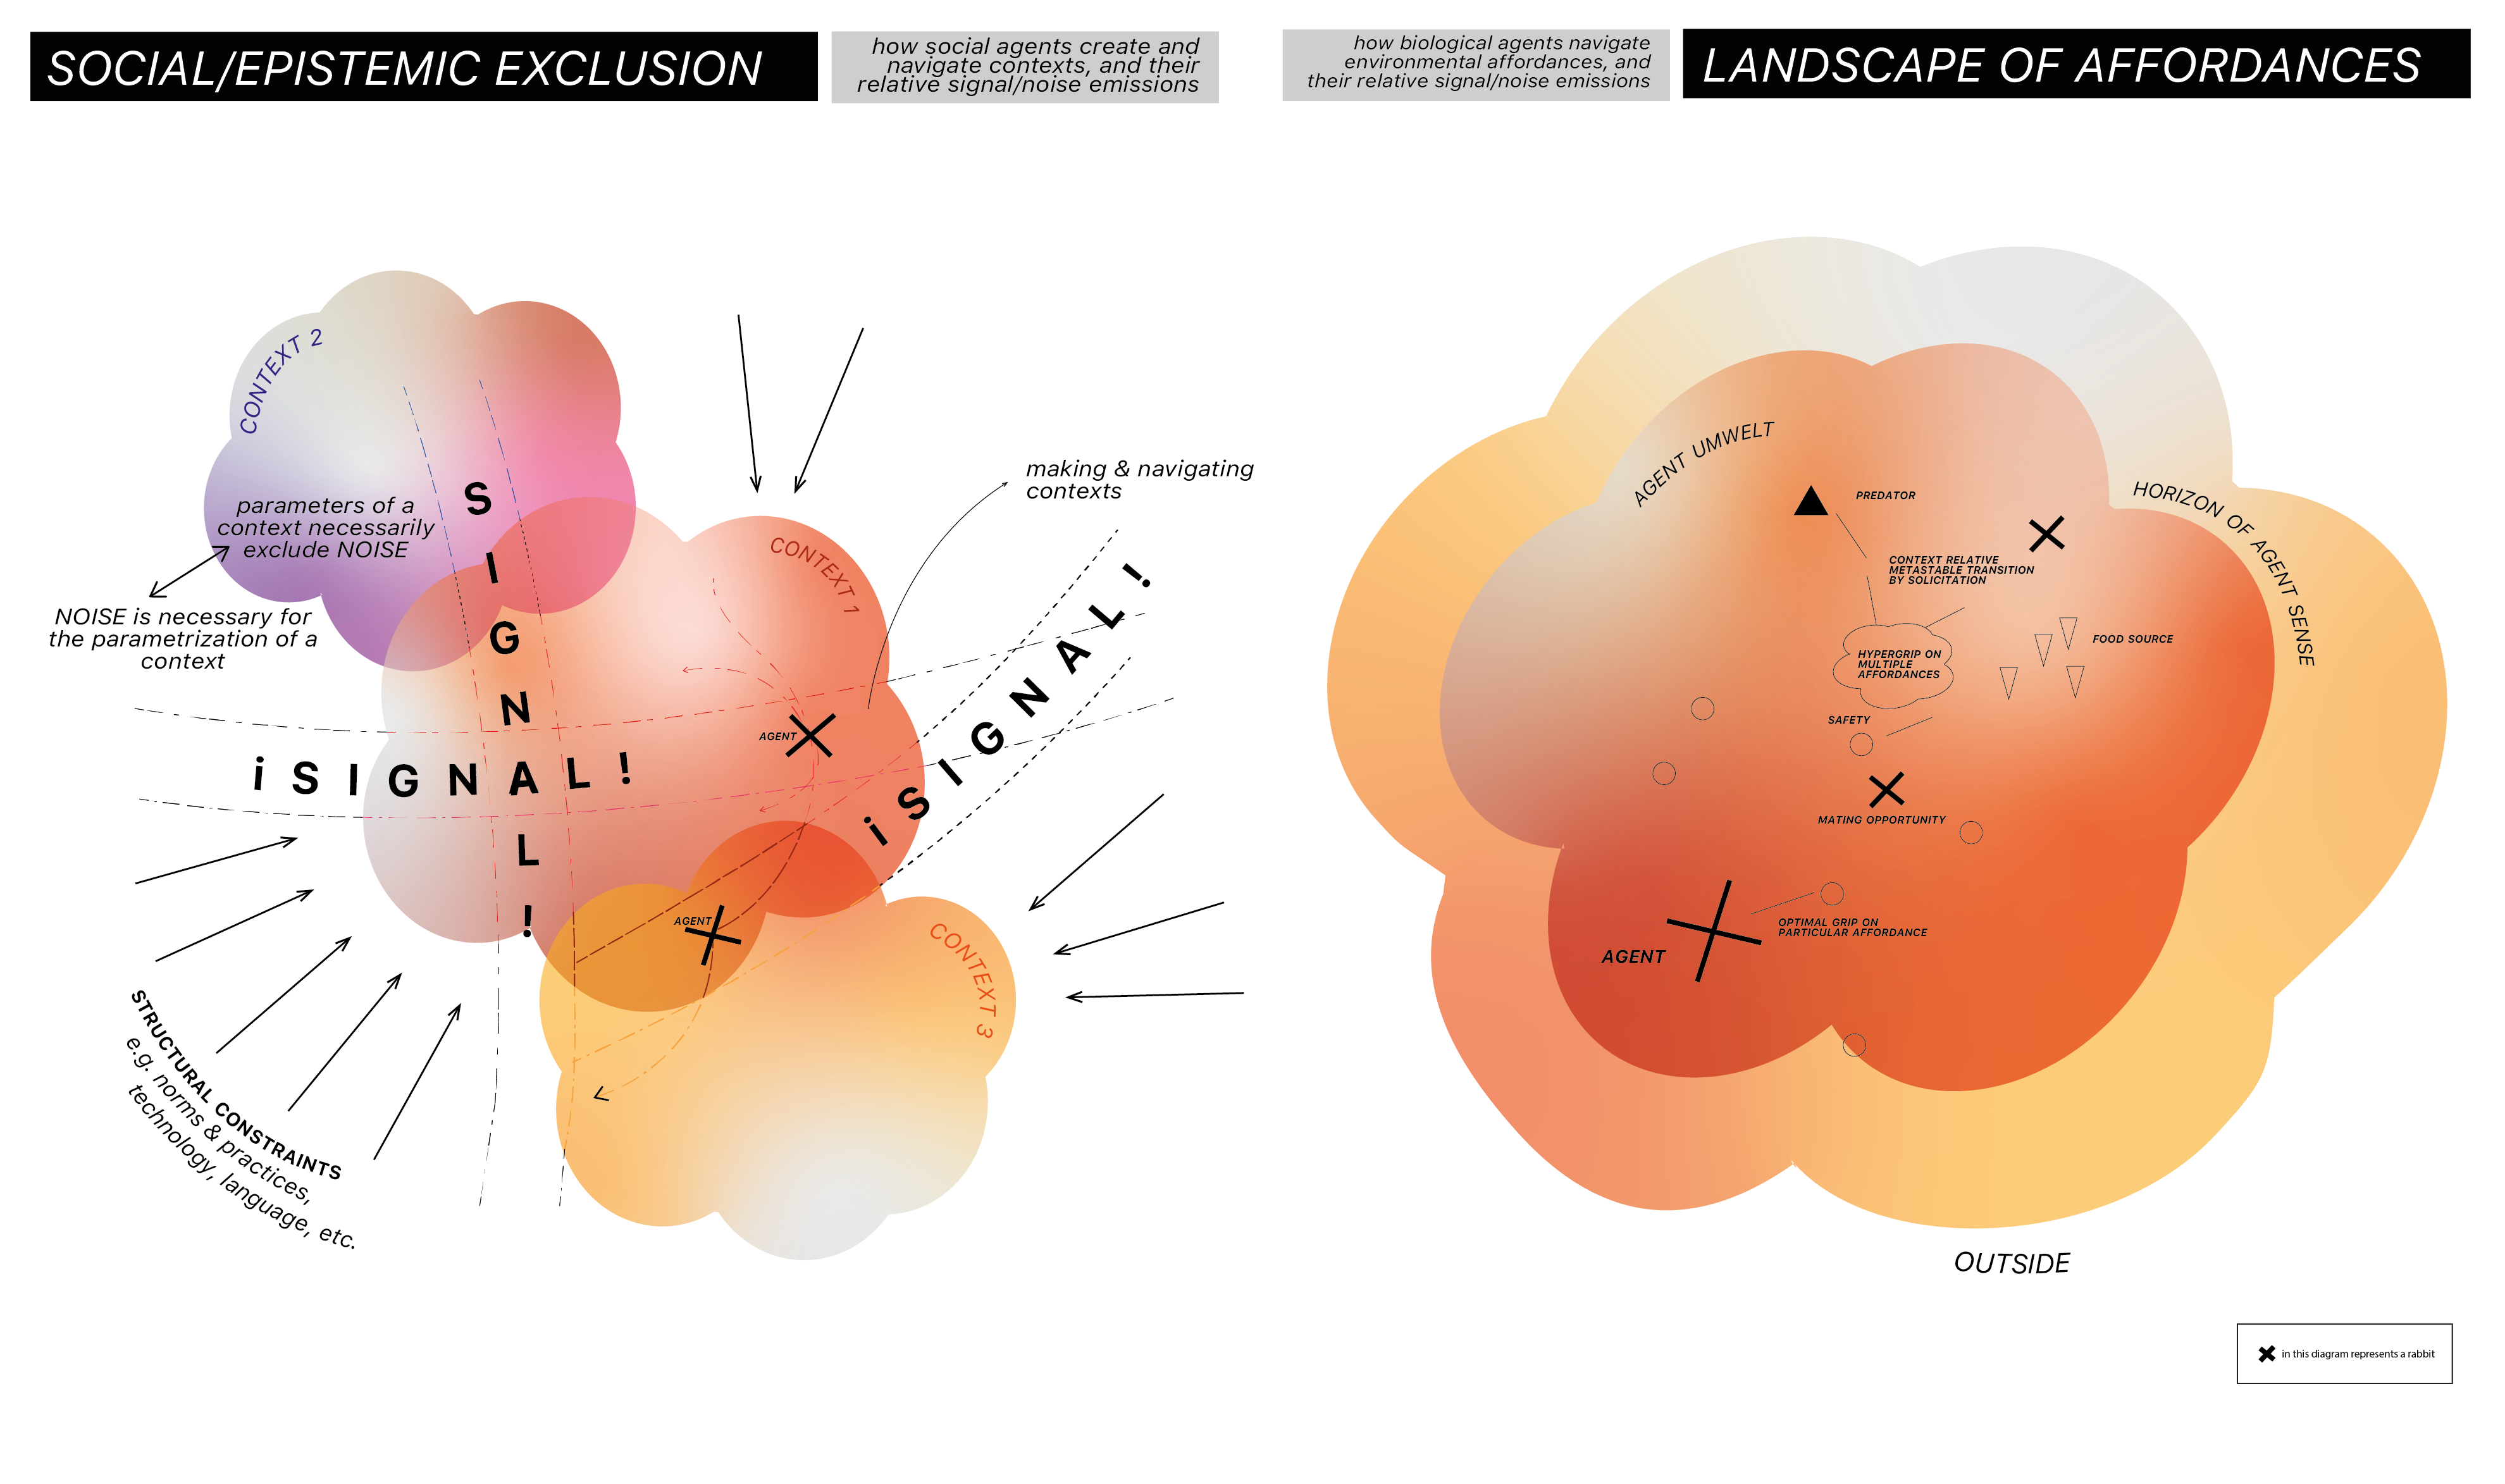 SOCIAL/EPISTEMIC EXCLUSION
how social agents create and
navigate contexts, and their
relative signal/noise emissions
how biological agents navigate
environmental affordances, and
their relative signal/noise emissions
LANDSCAPE OF AFFORDANCES
CONTEXT 2
parameters of a
context necessarily
exclude NOISE
NOISE is necessary for
the parametrization of a
context
SIGNAL!
¡SIGNAL!
¡SIGNAL!
CONTEXT 1
making & navigating
contexts
AGENT
AGENT
CONTEXT 3
STRUCTURAL CONSTRAINTS
e.g. norms & practices,
technology, language, etc.
AGENT UMWELT
HORIZON OF AGENT SENSE
PREDATOR
CONTEXT RELATIVE
METASTABLE TRANSITION
BY SOLICITATION
FOOD SOURCE
HYPERGRIP ON
MULTIPLE
AFFORDANCES
SAFETY
MATING OPPORTUNITY
OPTIMAL GRIP ON
PARTICULAR AFFORDANCE
AGENT
OUTSIDE
in this diagram represents a rabbit